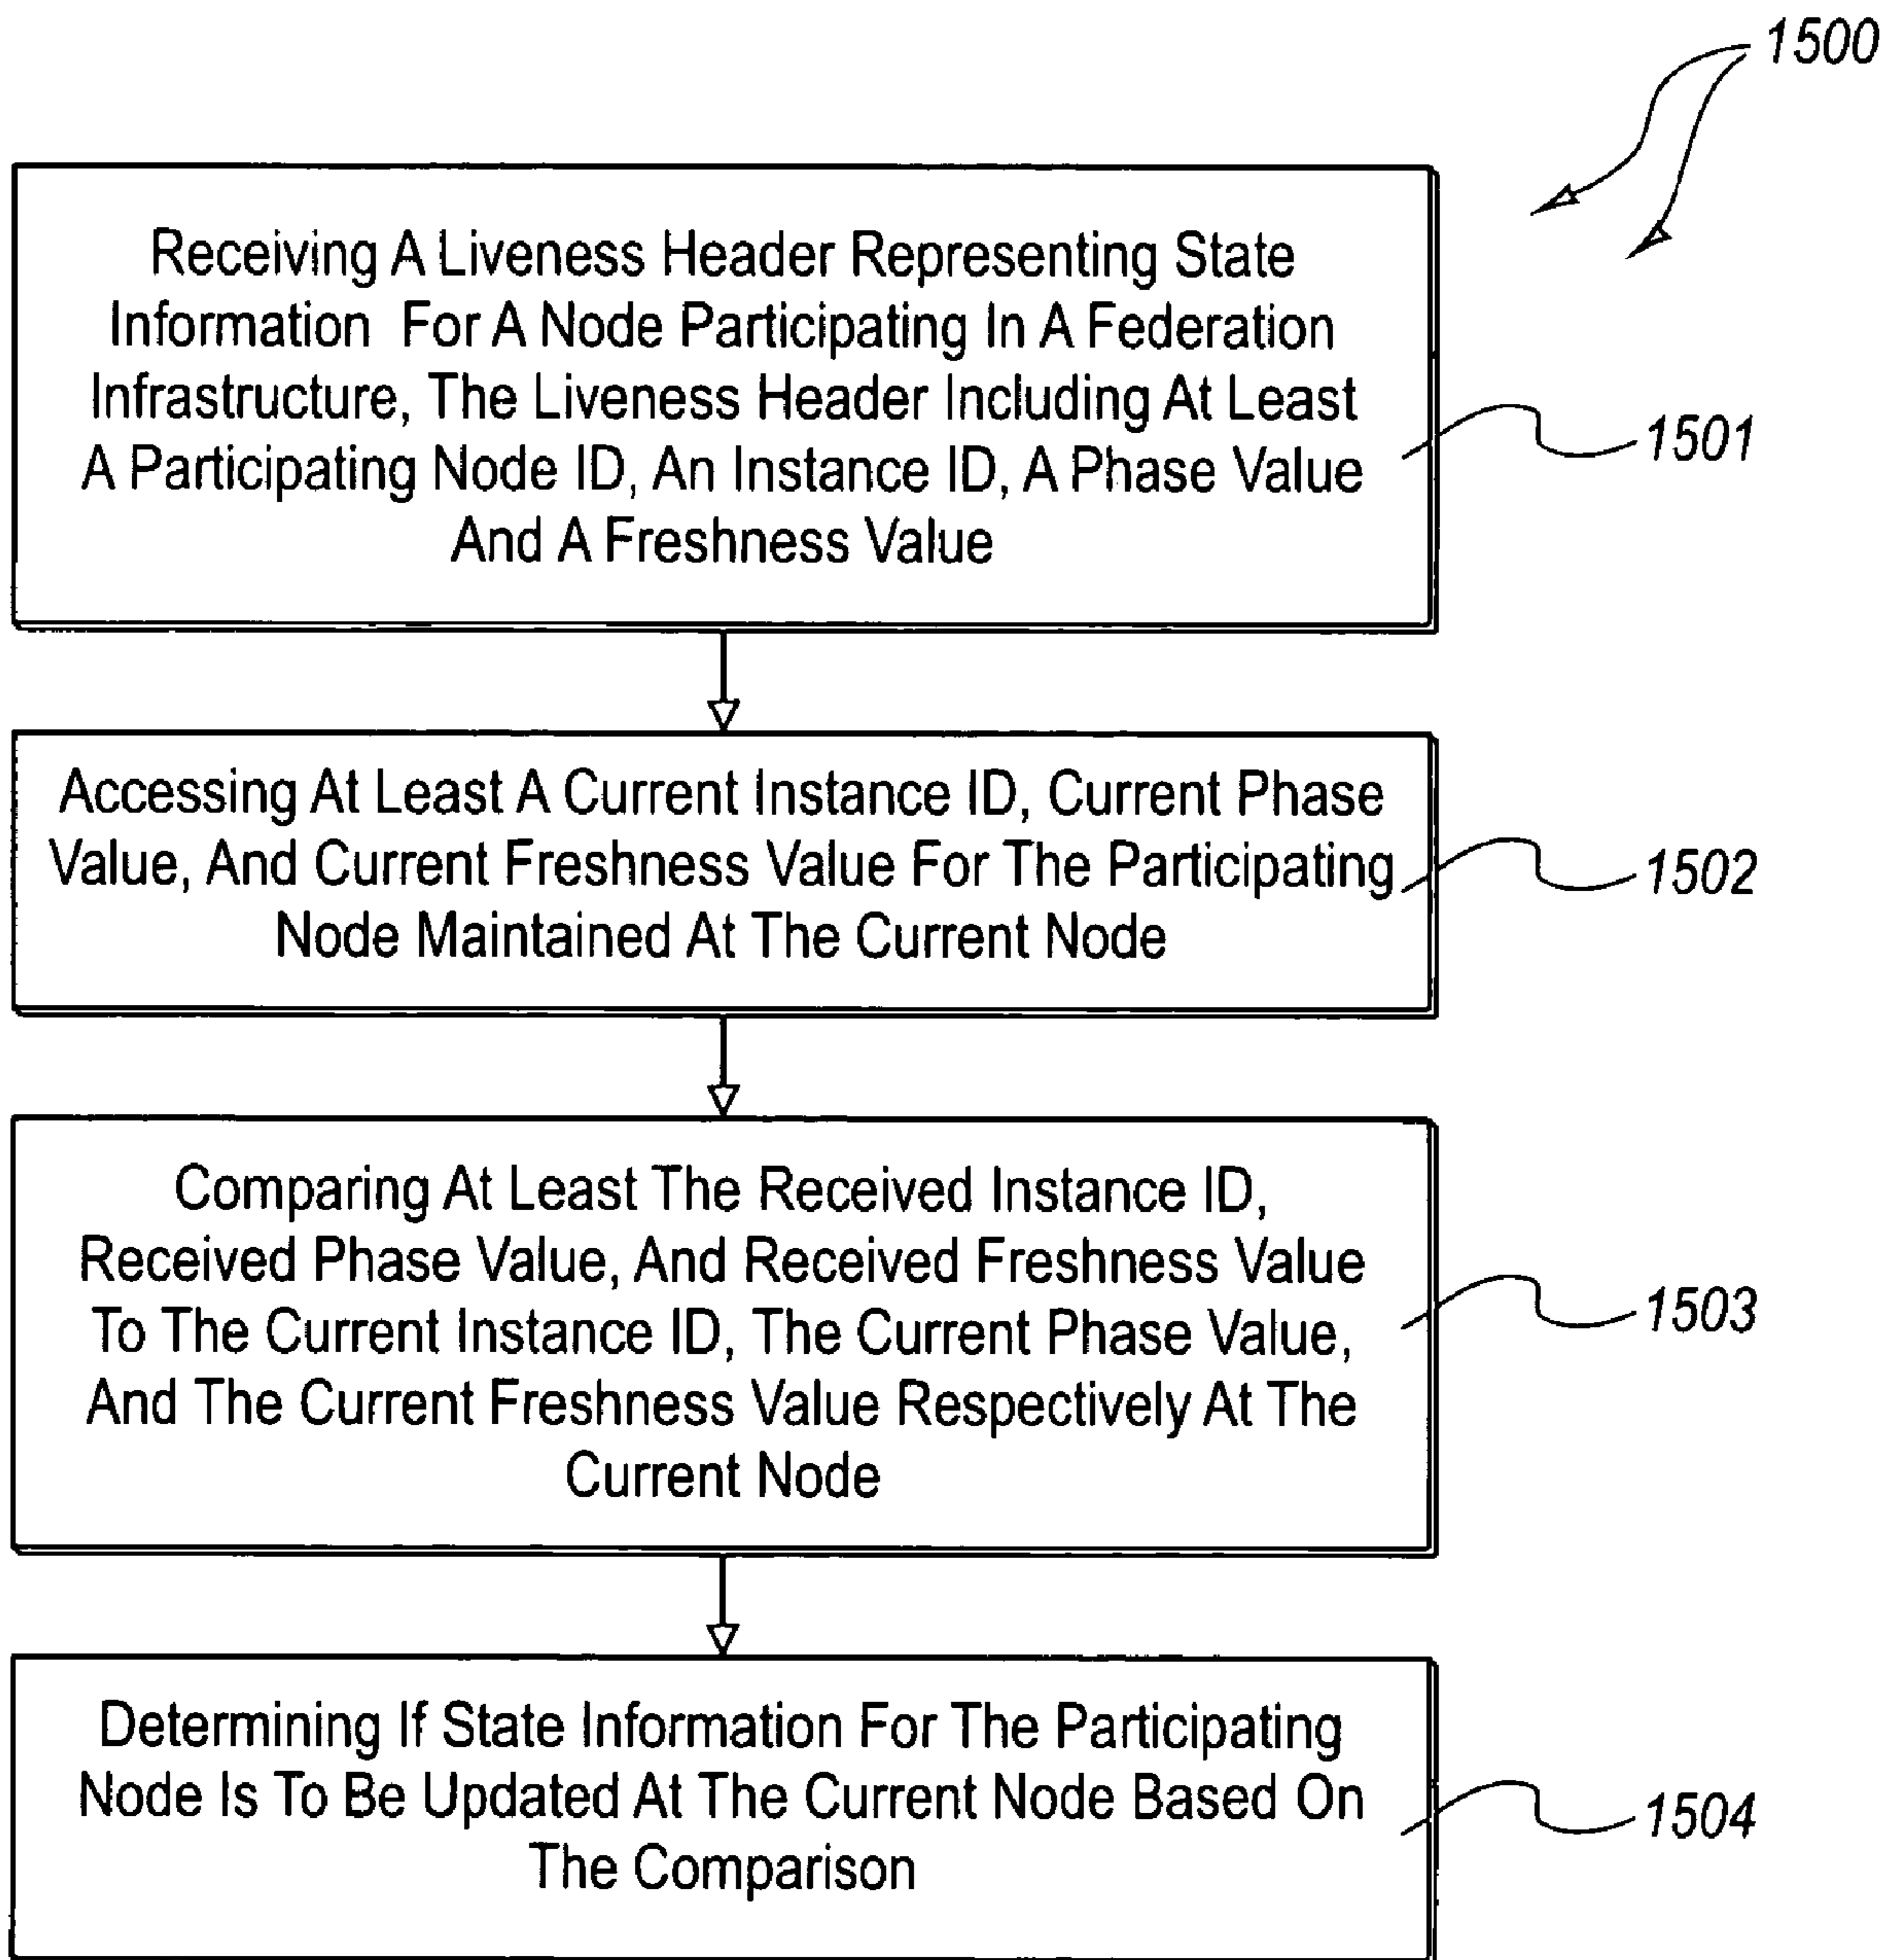 1500
Receiving A Liveness Header Representing State
Information For A Node Participating In A Federation
Infrastructure, The Liveness Header Including At Least
A Participating Node ID, An Instance ID, A Phase Value
And A Freshness Value
1501
Accessing At Least A Current Instance ID, Current Phase
Value, And Current Freshness Value For The Participating
Node Maintained At The Current Node
1502
Comparing At Least The Received Instance ID,
Received Phase Value, And Received Freshness Value
To The Current Instance ID, The Current Phase Value,
And The Current Freshness Value Respectively At The
Current Node
1503
Determining If State Information For The Participating
Node Is To Be Updated At The Current Node Based On
The Comparison
1504